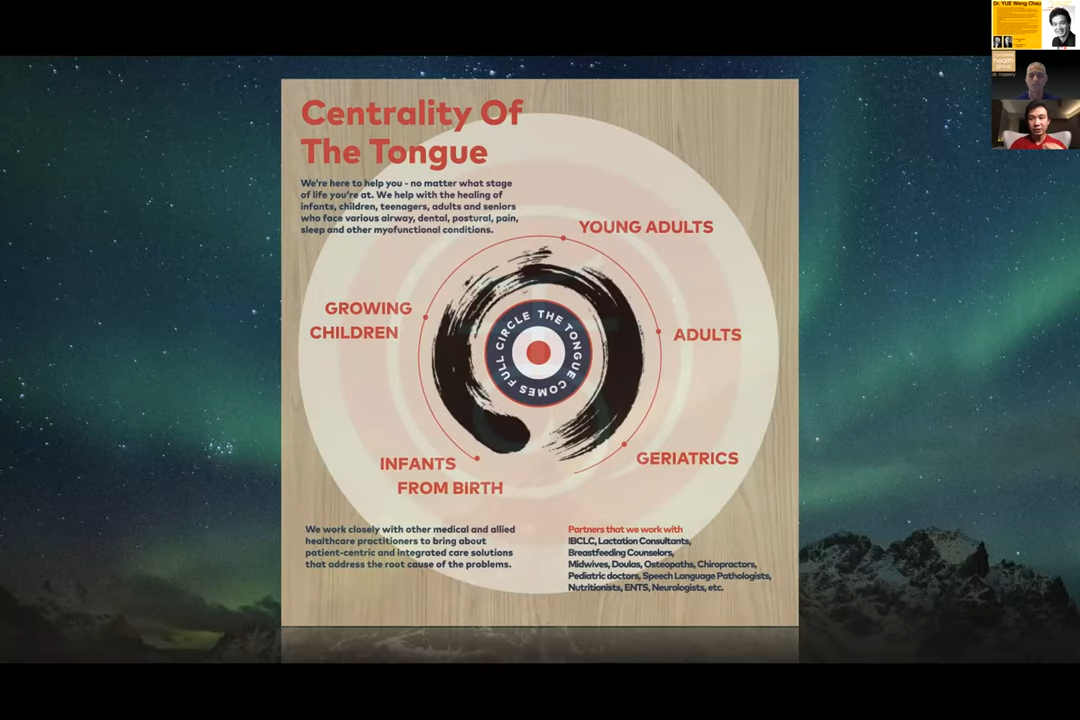 Centrality Of
The Tongue
We're here to help you - no matter what stage
of life you're at. We help with the healing of
infants, children, teenagers, adults and seniors
who face various airway, dental, postural, pain,
sleep and other myofunctional conditions.
YOUNG ADULTS
GROWING
CHILDREN
ADULTS
THE TONGUE COMES FULL CIRCLE
INFANTS
FROM BIRTH
GERIATRICS
We work closely with other medical and allied
healthcare practitioners to bring about
patient-centric and integrated care solutions
that address the root cause of the problems.
Partners that we work with
IBCLC, Lactation Consultants,
Breastfeeding Counselors,
Midwives, Doulas, Osteopaths, Chiropractors,
Pediatric doctors, Speech Language Pathologists,
Nutritionists, ENTS, Neurologists, etc.
Dr. YUE Weng Cheu
health
group